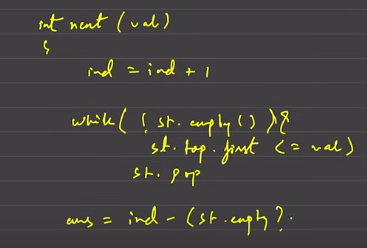 int next (val)
{
ind = ind + 1
while( ! st. empty ( ) ) &
st. top. first <= val)
st. pop
ans = ind - (st. empty ? .